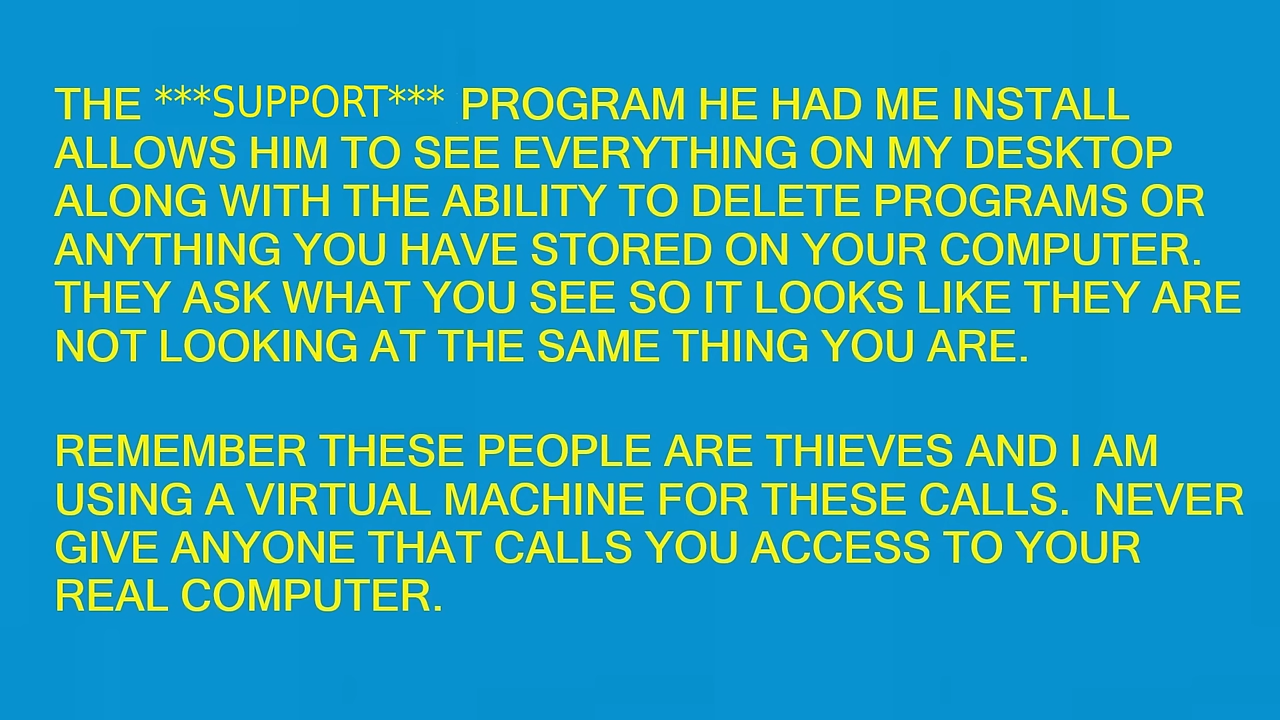 THE ***SUPPORT*** PROGRAM HE HAD ME INSTALL
ALLOWS HIM TO SEE EVERYTHING ON MY DESKTOP
ALONG WITH THE ABILITY TO DELETE PROGRAMS OR
ANYTHING YOU HAVE STORED ON YOUR COMPUTER.
THEY ASK WHAT YOU SEE SO IT LOOKS LIKE THEY ARE
NOT LOOKING AT THE SAME THING YOU ARE.
REMEMBER THESE PEOPLE ARE THIEVES AND I AM
USING A VIRTUAL MACHINE FOR THESE CALLS.  NEVER
GIVE ANYONE THAT CALLS YOU ACCESS TO YOUR
REAL COMPUTER.